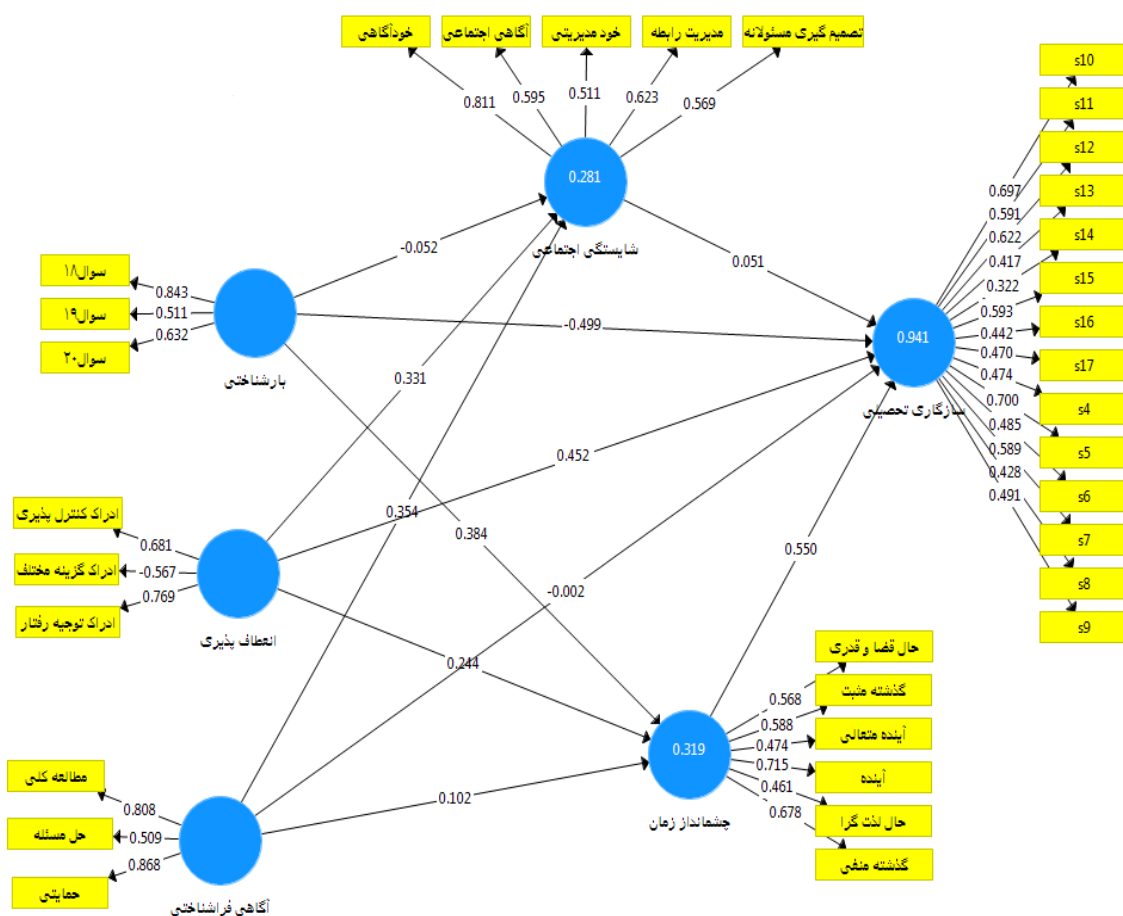 خودآگاهی
آگاهی اجتماعی
خود مدیریتی
مدیریت رابطه
تصمیم گیری مسئولانه
0.811
0.595
0.511
0.623
0.569
0.281
شایستگی اجتماعی
s10
s11
s12
s13
s14
s15
s16
s17
s4
s5
s6
s7
s8
s9
0.697
0.591
0.622
0.417
0.322
0.593
0.442
0.470
0.474
0.700
0.485
0.589
0.428
0.491
0.941
سازگاری تحصیلی
-0.052
0.051
-0.499
سوال۱۸
سوال۱۹
سوال۲۰
0.843
0.511
0.632
بارشناختی
0.331
0.452
0.354
0.384
-0.002
0.550
ادراک کنترل پذیری
ادراک گزینه مختلف
ادراک توجیه رفتار
0.681
-0.567
0.769
انعطاف پذیری
0.244
0.102
حال قضا و قدری
گذشته مثبت
آینده متعالی
آینده
حال لذت گرا
گذشته منفی
0.568
0.588
0.474
0.715
0.461
0.678
0.319
چشمانداز زمان
مطالعه کلی
حل مسئله
حمایتی
0.808
0.509
0.868
آگاهی فراشناختی